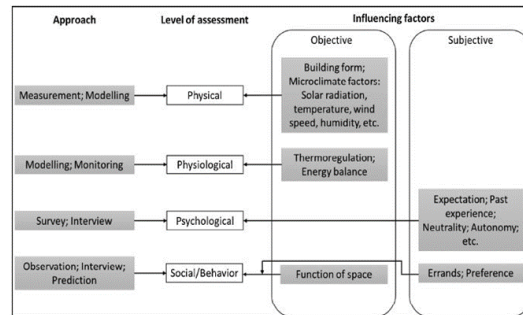 Approach
Level of assessment
Influencing factors
Objective
Subjective
Measurement; Modelling
Physical
Building form;
Microclimate factors:
Solar radiation,
temperature, wind
speed, humidity, etc.
Modelling; Monitoring
Physiological
Thermoregulation;
Energy balance
Survey; Interview
Psychological
Expectation; Past
experience;
Neutrality; Autonomy;
etc.
Observation; Interview;
Prediction
Social/Behavior
Function of space
Errands; Preference